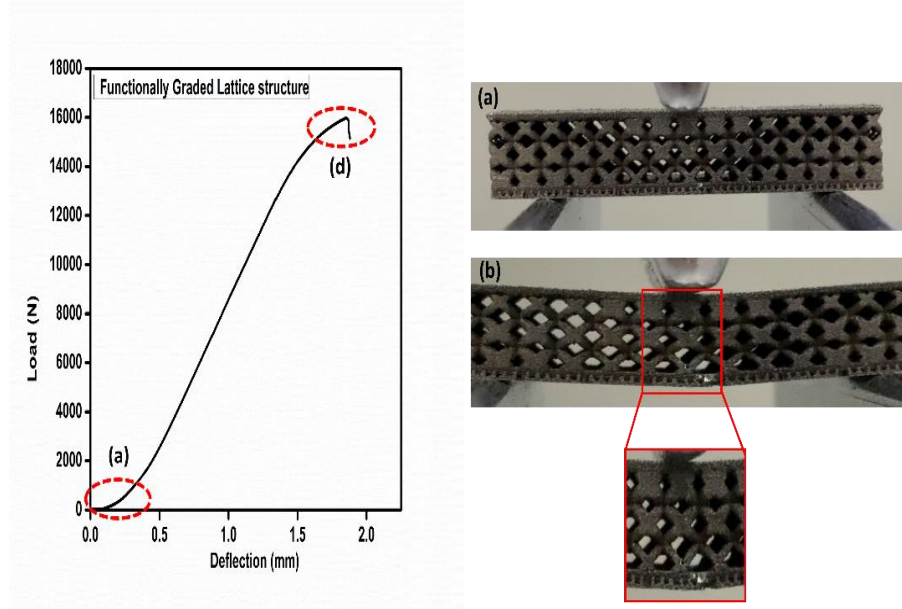 Functionally Graded Lattice structure
Load (N)
18000
16000
14000
12000
10000
8000
6000
4000
2000
0
(d)
(a)
0.0 0.5 1.0 1.5 2.0
Deflection (mm)
(a)
(b)